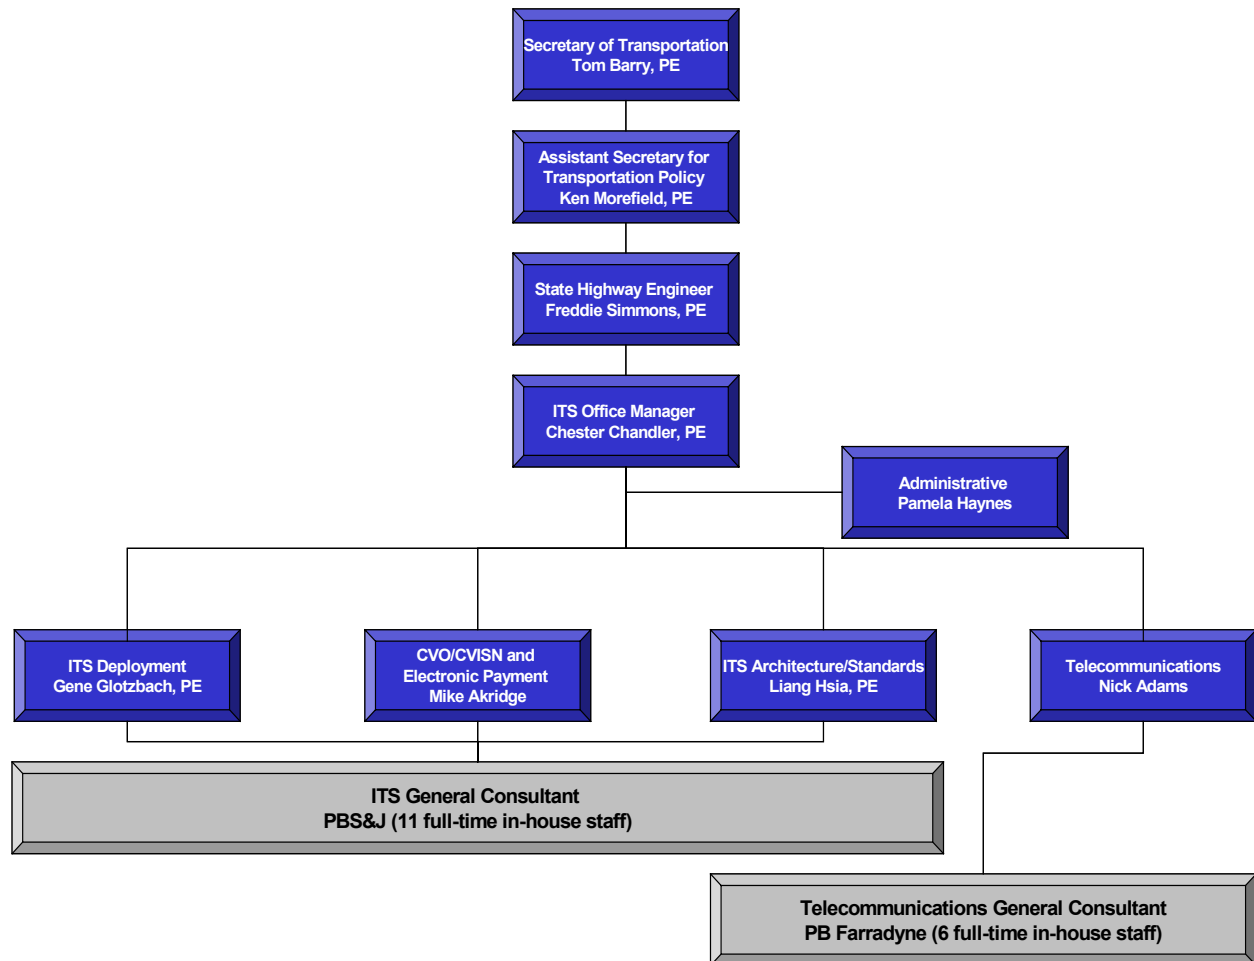 Secretary of Transportation
Tom Barry, PE
Assistant Secretary for
Transportation Policy
Ken Morefield, PE
State Highway Engineer
Freddie Simmons, PE
ITS Office Manager
Chester Chandler, PE
Administrative
Pamela Haynes
ITS Deployment
Gene Glotzbach, PE
CVO/CVISN and
Electronic Payment
Mike Akridge
ITS Architecture/Standards
Liang Hsia, PE
Telecommunications
Nick Adams
ITS General Consultant
PBS&J (11 full-time in-house staff)
Telecommunications General Consultant
PB Farradyne (6 full-time in-house staff)